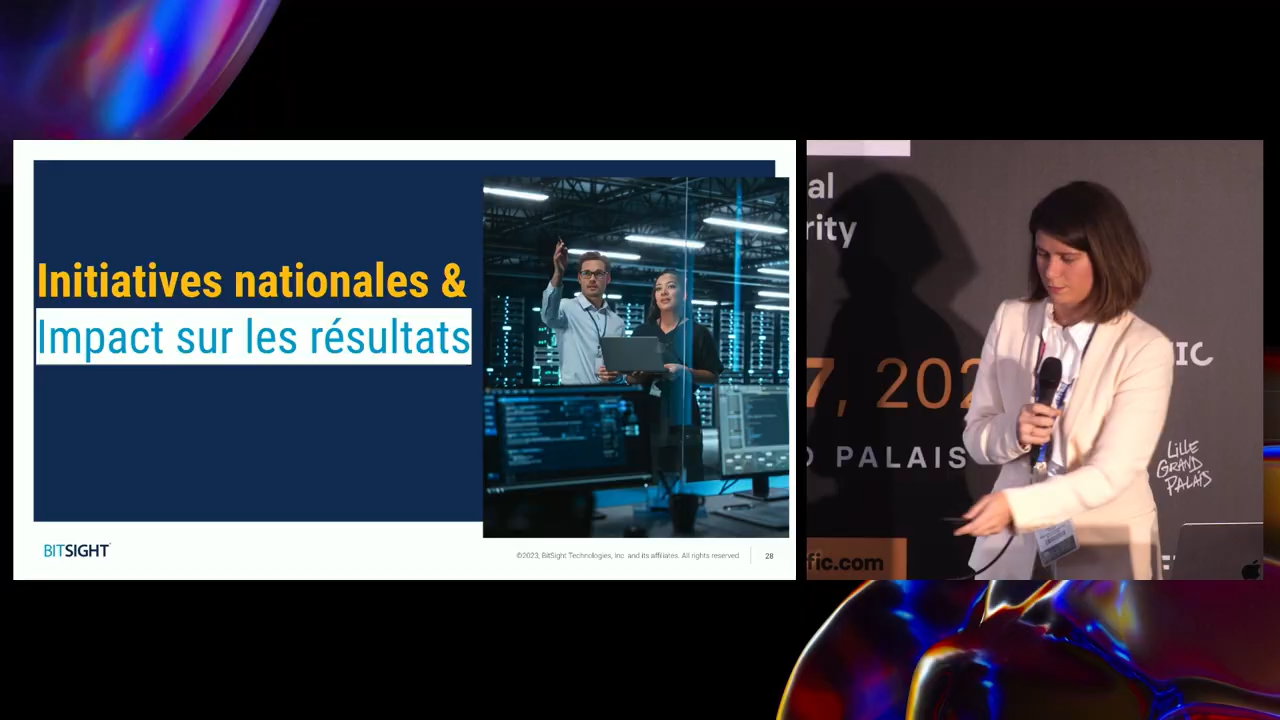 Initiatives nationales &
Impact sur les résultats
BITSIGHT
©2023, BitSight Technologies, Inc. and its affiliates. All rights reserved.
28
al
rity
7, 202
IC
PALAIS
LiLLE
GRAND
PALAiS
fic.com